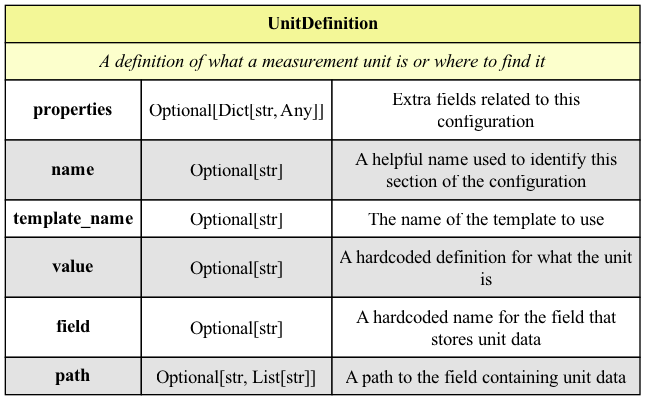 UnitDefinition
A definition of what a measurement unit is or where to find it
properties Optional[Dict[str, Any]] Extra fields related to this
configuration
name Optional[str] A helpful name used to identify this
section of the configuration
template_name Optional[str] The name of the template to use
value Optional[str] A hardcoded definition for what the unit
is
field Optional[str] A hardcoded name for the field that
stores unit data
path Optional[str, List[str]] A path to the field containing unit data